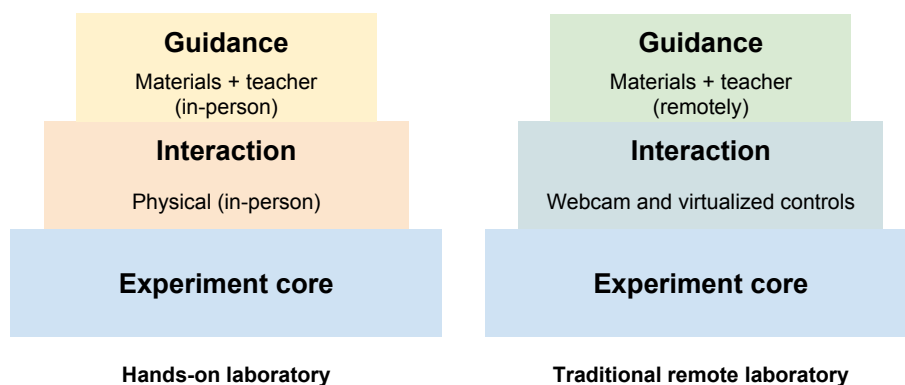 Guidance
Materials + teacher
(in-person)
Interaction
Physical (in-person)
Experiment core
Hands-on laboratory
Guidance
Materials + teacher
(remotely)
Interaction
Webcam and virtualized controls
Experiment core
Traditional remote laboratory